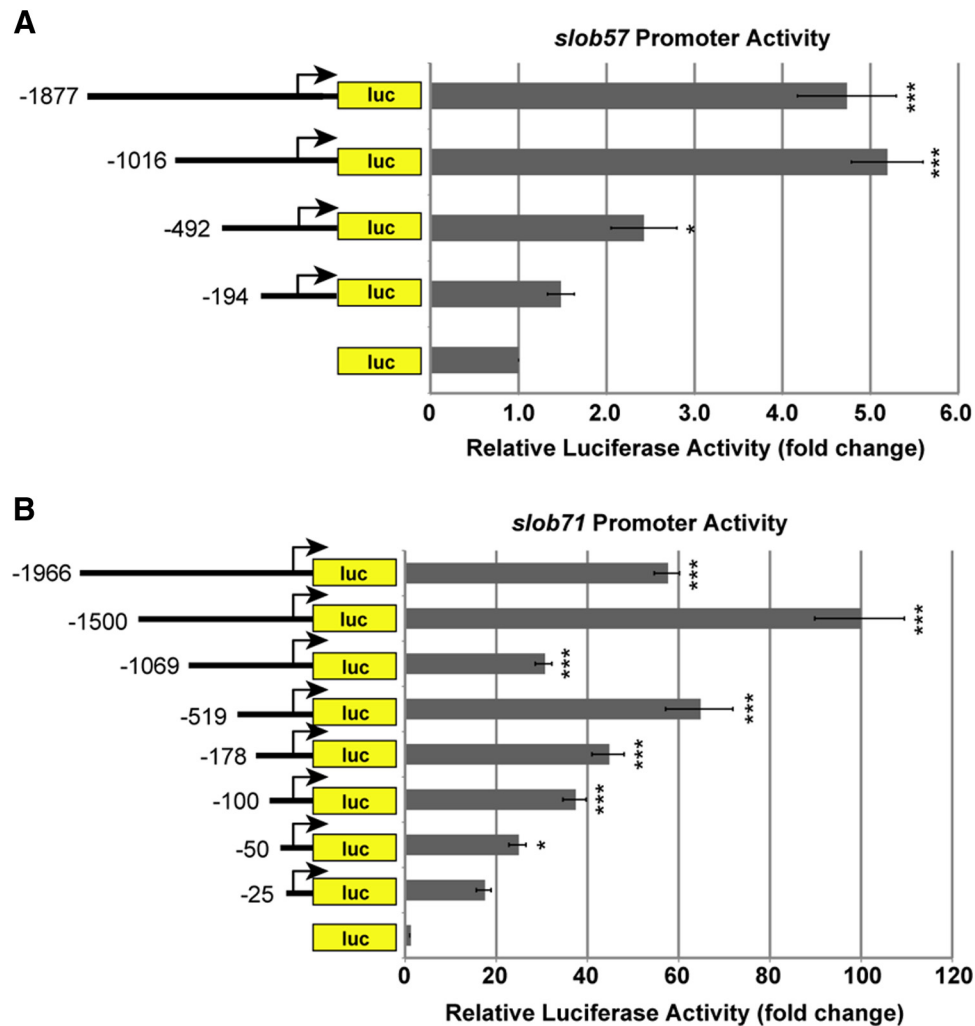 A
slob57 Promoter Activity
-1877 luc ***
-1016 luc ***
-492 luc *
-194 luc
luc
0 1.0 2.0 3.0 4.0 5.0 6.0
Relative Luciferase Activity (fold change)
B
slob71 Promoter Activity
-1966 luc ***
-1500 luc ***
-1069 luc ***
-519 luc ***
-178 luc ***
-100 luc ***
-50 luc *
-25 luc
luc
0 20 40 60 80 100 120
Relative Luciferase Activity (fold change)